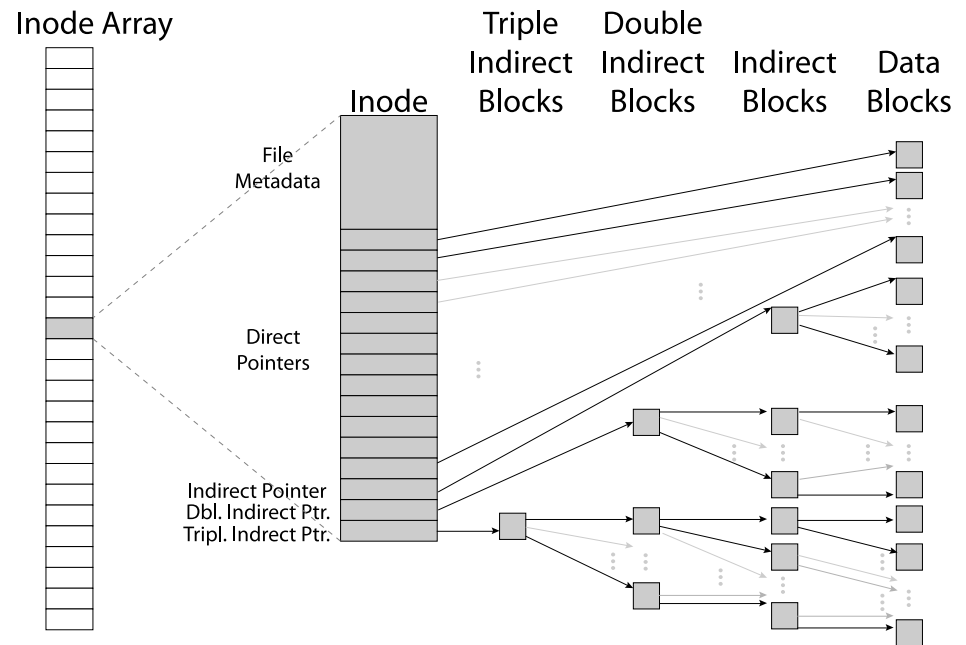 Inode Array
Triple
Indirect
Blocks
Double
Indirect
Blocks
Indirect
Blocks
Data
Blocks
Inode
File
Metadata
Direct
Pointers
Indirect Pointer
Dbl. Indirect Ptr.
Tripl. Indirect Ptr.